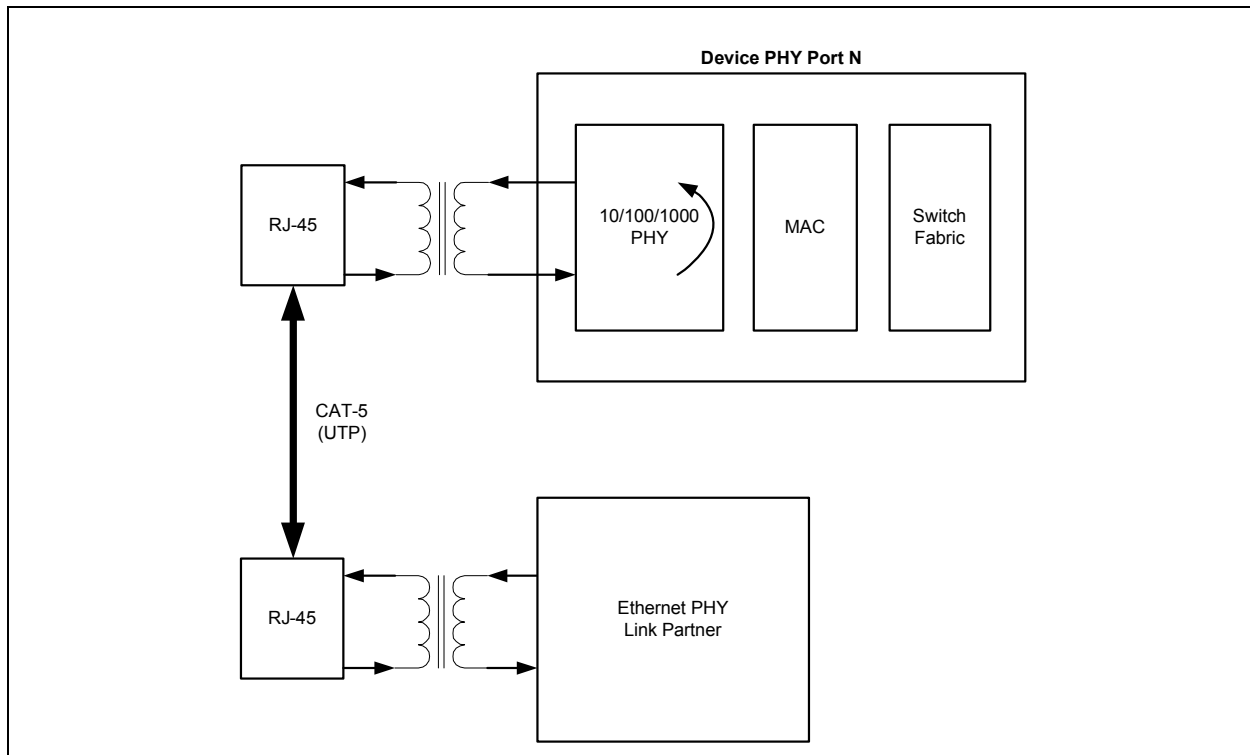 Device PHY Port N
RJ-45
10/100/1000
PHY
MAC
Switch
Fabric
CAT-5
(UTP)
RJ-45
Ethernet PHY
Link Partner